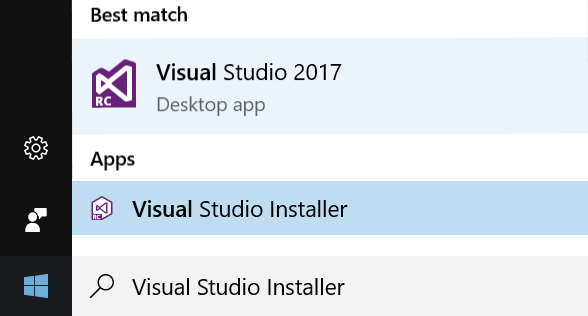 Best match
Visual Studio 2017
RC
Desktop app
Apps
Visual Studio Installer
RC
Visual Studio Installer